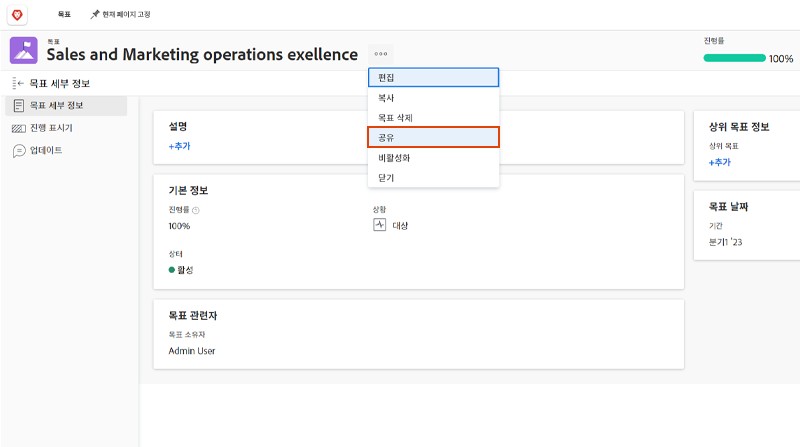 목표
현재 페이지 고정
목표
Sales and Marketing operations exellence
진행률
100%
목표 세부 정보
목표 세부 정보
진행 표시기
업데이트
편집
복사
목표 삭제
공유
비활성화
닫기
설명
+추가
기본 정보
진행률
상황
100%
대상
상태
활성
목표 관련자
목표 소유자
Admin User
상위 목표 정보
상위 목표
+추가
목표 날짜
기간
분기1 '23